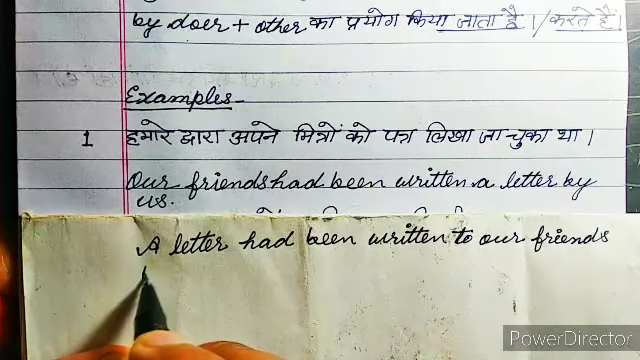 by doer + other का प्रयोग किया जाता है। / करते है।
Examples-
1 हमारे द्वारा अपने मित्रों को पत्र लिखा जा चुका था।
Our friends had been written a letter by
us.
A letter had been written to our friends
PowerDirector